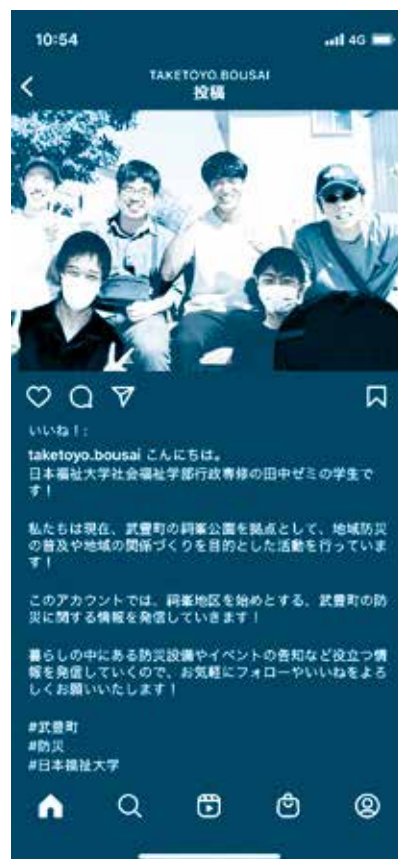 10:54
4G
TAKETOYO.BOUSAI
投稿
いいね!:
taketoyo.bousai こんにちは。
日本福祉大学社会福祉学部行政専修の田中ゼミの学生で
す!
私たちは現在、武豊町の祠峯公園を拠点として、地域防災
の普及や地域の関係づくりを目的とした活動を行っていま
す!
このアカウントでは、祠峯地区を始めとする、武豊町の防
災に関する情報を発信していきます!
暮らしの中にある防災設備やイベントの告知など役立つ情
報を発信していくので、お気軽にフォローやいいねをよろ
しくお願いいたします!
#武豊町
#防災
#日本福祉大学